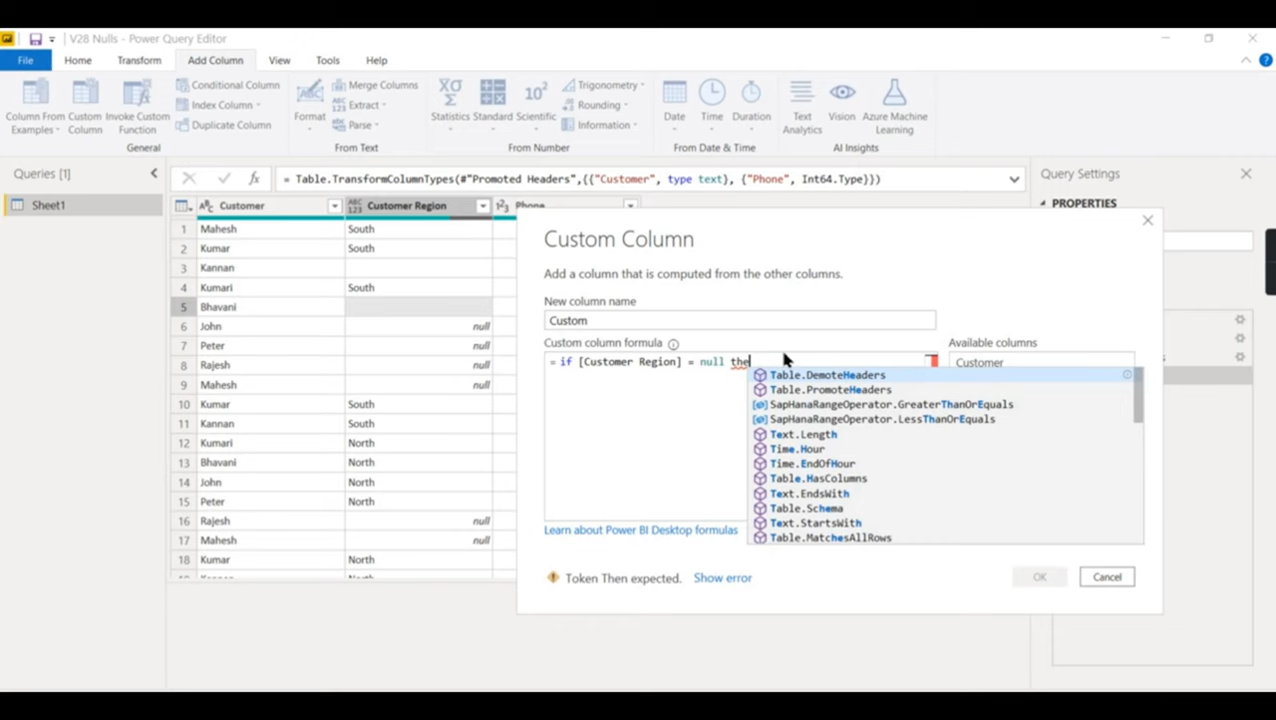 V28 Nulls - Power Query Editor
File Home Transform Add Column View Tools Help
Column From Examples
Custom Column
Invoke Custom Function
Conditional Column
Index Column
Duplicate Column
General
Format
Merge Columns
Extract
Parse
From Text
Statistics
Standard
Scientific
10²
Trigonometry
Rounding
Information
From Number
Date
Time
Duration
From Date & Time
Text Analytics
Vision
Azure Machine Learning
AI Insights
Queries [1]
Sheet1
fx = Table.TransformColumnTypes(#"Promoted Headers",{{"Customer", type text}, {"Phone", Int64.Type}})
Customer Customer Region Phone
1 Mahesh South
2 Kumar South
3 Kannan
4 Kumari South
5 Bhavani
6 John null
7 Peter null
8 Rajesh null
9 Mahesh null
10 Kumar South
11 Kannan South
12 Kumari North
13 Bhavani North
14 John North
15 Peter North
16 Rajesh null
17 Mahesh null
18 Kumar North
Query Settings
PROPERTIES
Custom Column
Add a column that is computed from the other columns.
New column name
Custom
Custom column formula
= if [Customer Region] = null the
Available columns
Customer
Table.DemoteHeaders
Table.PromoteHeaders
SapHanaRangeOperator.GreaterThanOrEquals
SapHanaRangeOperator.LessThanOrEquals
Text.Length
Time.Hour
Time.EndOfHour
Table.HasColumns
Text.EndsWith
Table.Schema
Text.StartsWith
Table.MatchesAllRows
Learn about Power BI Desktop formulas
Token Then expected. Show error
OK Cancel